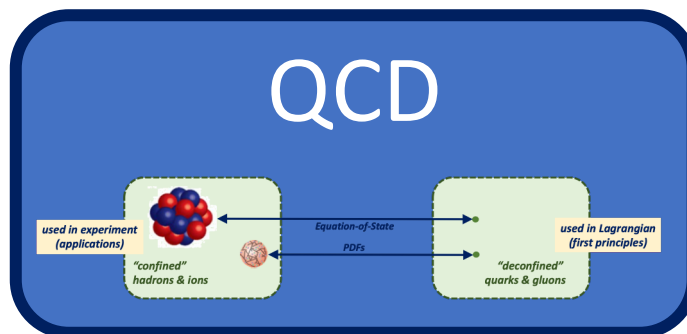 QCD
used in experiment
(applications)
Equation-of-State
PDFs
used in Lagrangian
(first principles)
“confined”
hadrons & ions
“deconfined”
quarks & gluons